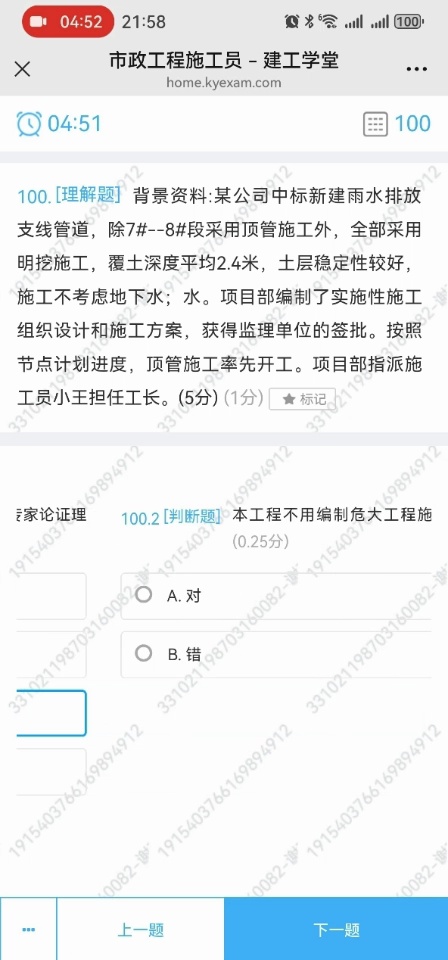 04:52 21:58 6 100
市政工程施工员 – 建工学堂
home.kyexam.com
04:51 100
100. [理解题] 背景资料:某公司中标新建雨水排放
支线管道，除7#--8#段采用顶管施工外，全部采用
明挖施工，覆土深度平均2.4米，土层稳定性较好，
施工不考虑地下水；水。项目部编制了实施性施工
组织设计和施工方案，获得监理单位的签批。按照
节点计划进度，顶管施工率先开工。项目部指派施
工员小王担任工长。(5分) (1分) 标记
家论证理 100.2 [判断题] 本工程不用编制危大工程施
(0.25分)
A. 对
B. 错
1915403766169894912
331021198703160082
上一题 下一题